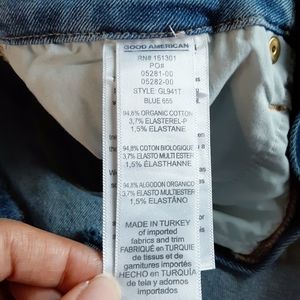 GOOD AMERICAN
RN# 151301
PO#
05281-00
05282-00
STYLE: GL941T
BLUE 655
94,8% ORGANIC COTTON
3,7% ELASTEREL-P
1,5% ELASTANE
94,8% COTON BIOLOGIQUE
3,7% ELASTO MULTIESTER
1,5% ÉLASTHANNE
94,8% ALGODON ORGANICO
3,7% ELASTO MULTIESTER
1,5% ELASTANO
MADE IN TURKEY
of imported
fabrics and trim
FABRIQUÉ en TURQUIE
de tissus et de
garnitures importés
HECHO en TURQUÍA
de tela y adornos